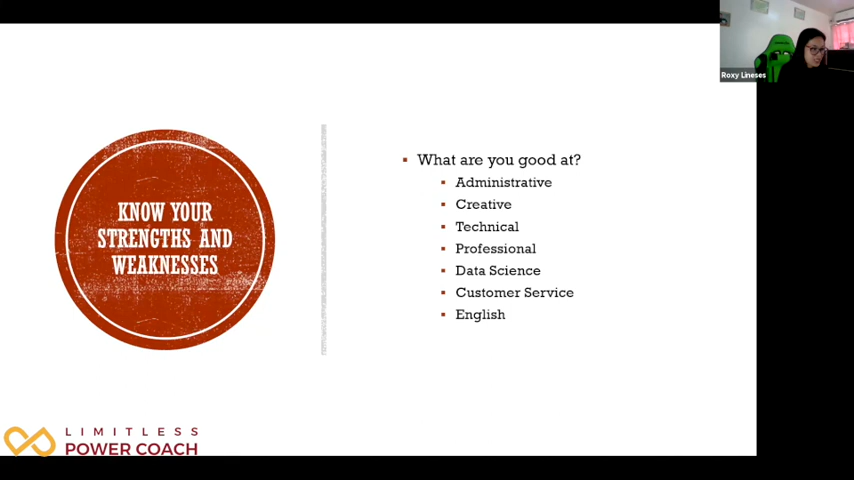 Roxy Lineses
KNOW YOUR
STRENGTHS AND
WEAKNESSES
What are you good at?
Administrative
Creative
Technical
Professional
Data Science
Customer Service
English
LIMITLESS
POWER COACH